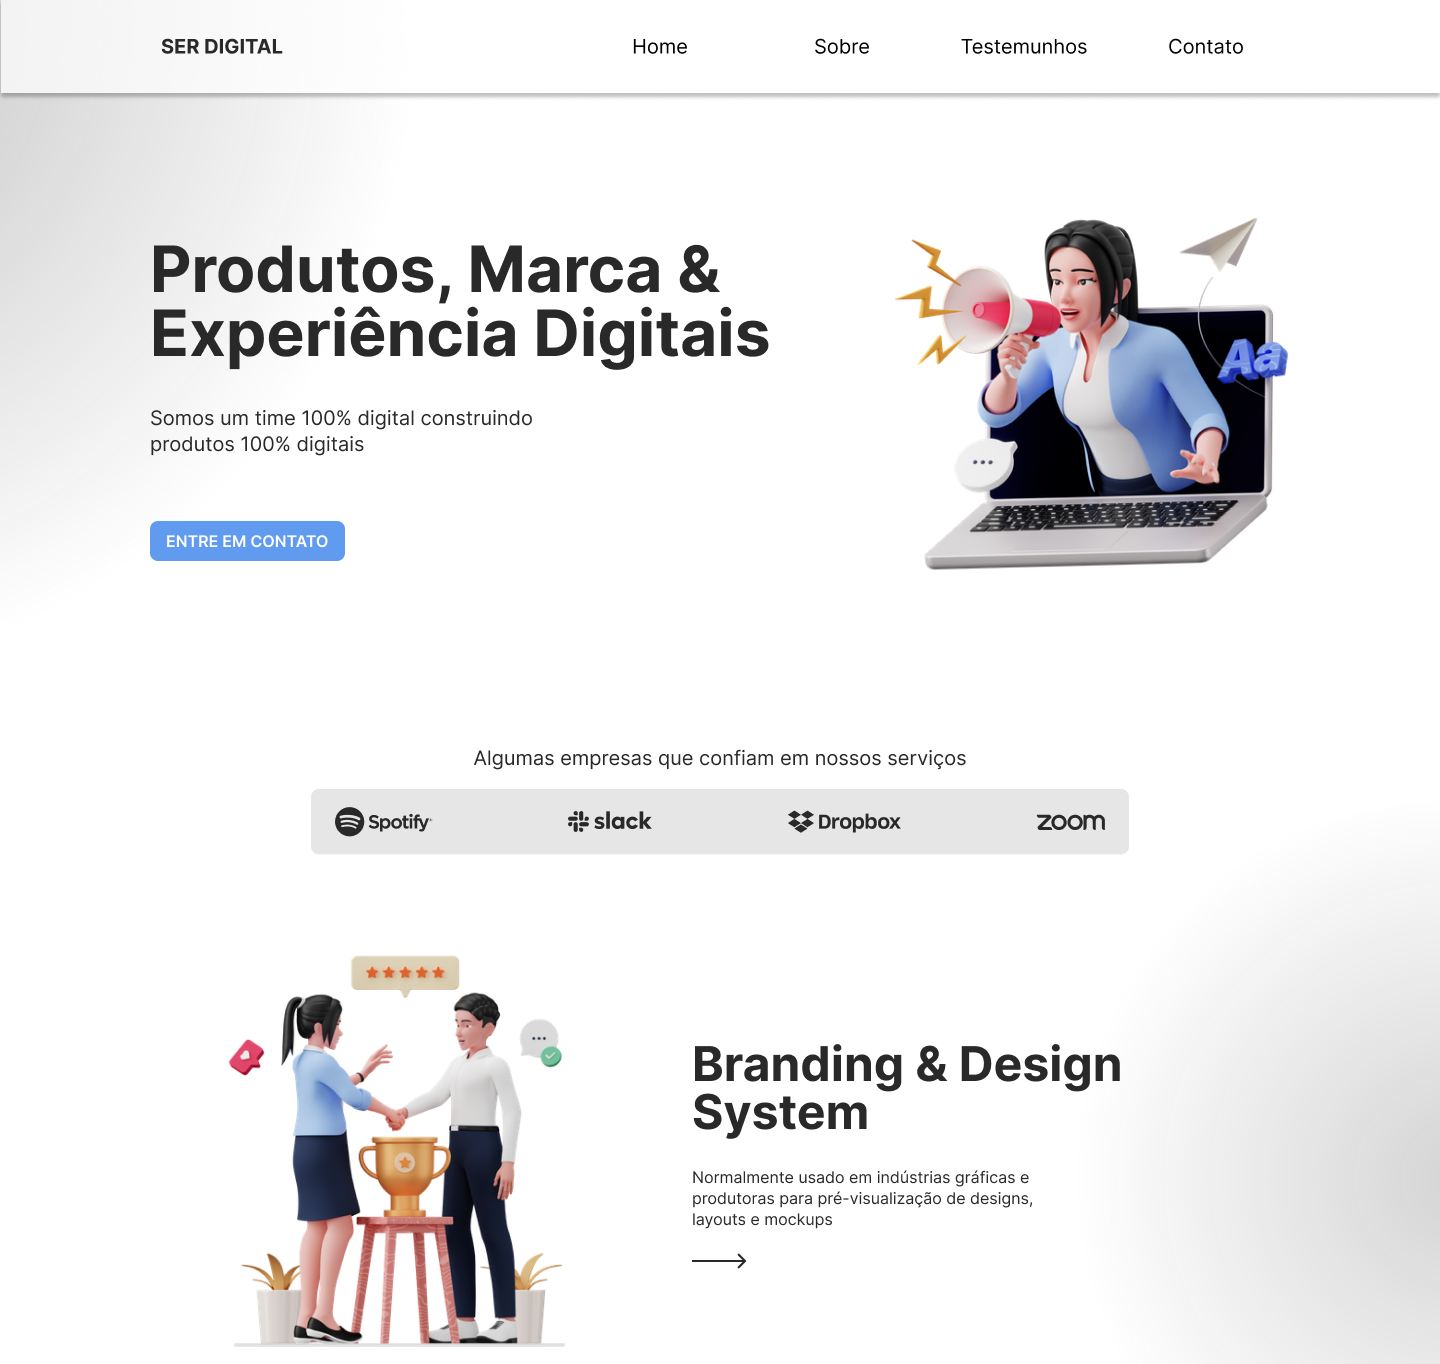 SER DIGITAL
Home
Sobre
Testemunhos
Contato
Produtos, Marca &
Experiência Digitais
Somos um time 100% digital construindo
produtos 100% digitais
Aa
ENTRE EM CONTATO
Algumas empresas que confiam em nossos serviços
Spotify
slack
Dropbox
zoom
Branding & Design
System
Normalmente usado em indústrias gráficas e
produtoras para pré-visualização de designs,
layouts e mockups